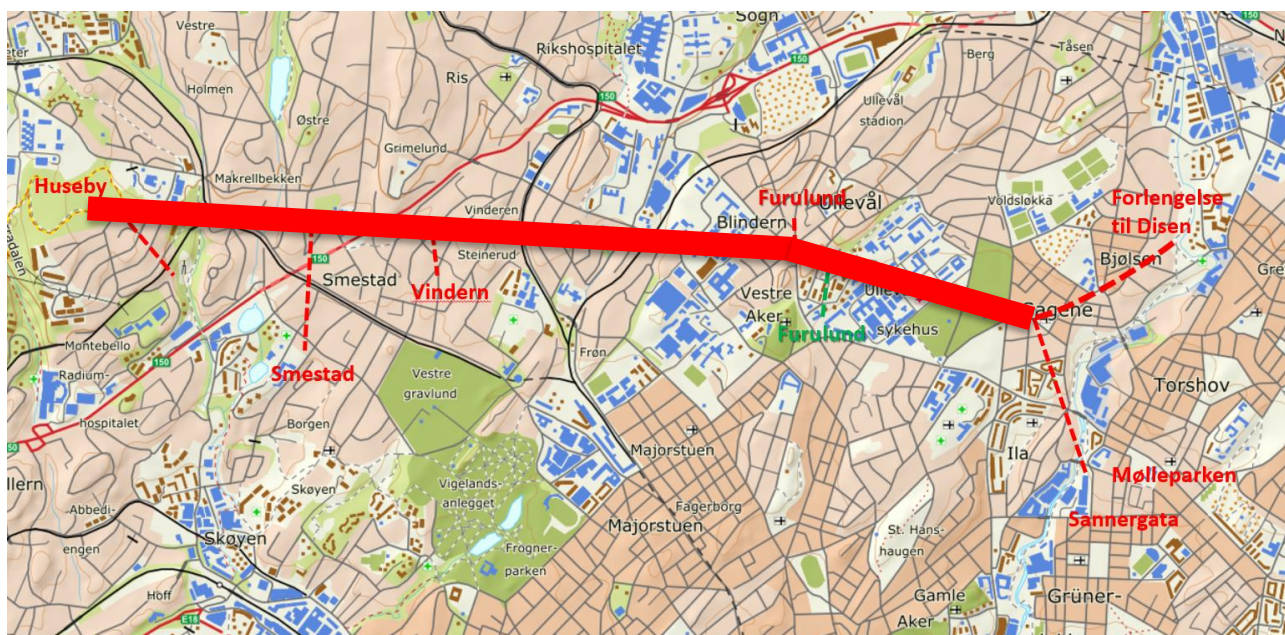 Vestre
Holmen
Østre
Sogn
Rikshospitalet
Ris
150
150
150
Berg
Tåsen
Ullevål
stadion
Grimelund
Makrellbekken
Huseby
Vinderen
Furulund
Ullevål
Blindern
Voldsløkka
Forlengelse
til Disen
Bjølsen
Steinerud
150
Smestad
Vindern
Vestre
Aker
sykehus
Furulund
Montebello
150
Radium-
hospitalet
Smestad
Frøn
Vestre
gravlund
Torshov
Borgen
Majorstuen
Ila
Skøyen
Vigelands-
anlegget
Mølleparken
Fagerborg
Majorstuen
Sannergata
Abbedi-
engen
Skøyen
St. Hans-
haugen
Frogner-
parken
Hoff
E18
Gamle
Aker
Grüner-